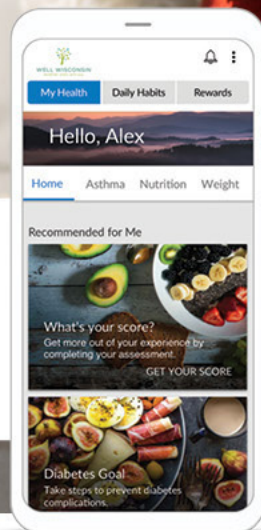 WELL WISCONSIN
My Health
Daily Habits
Rewards
Hello, Alex
Home
Asthma
Nutrition
Weight
Recommended for Me
What's your score?
Get more out of your experience by
completing your assessment.
GET YOUR SCORE
Diabetes Goal
Take steps to prevent diabetes
complications.